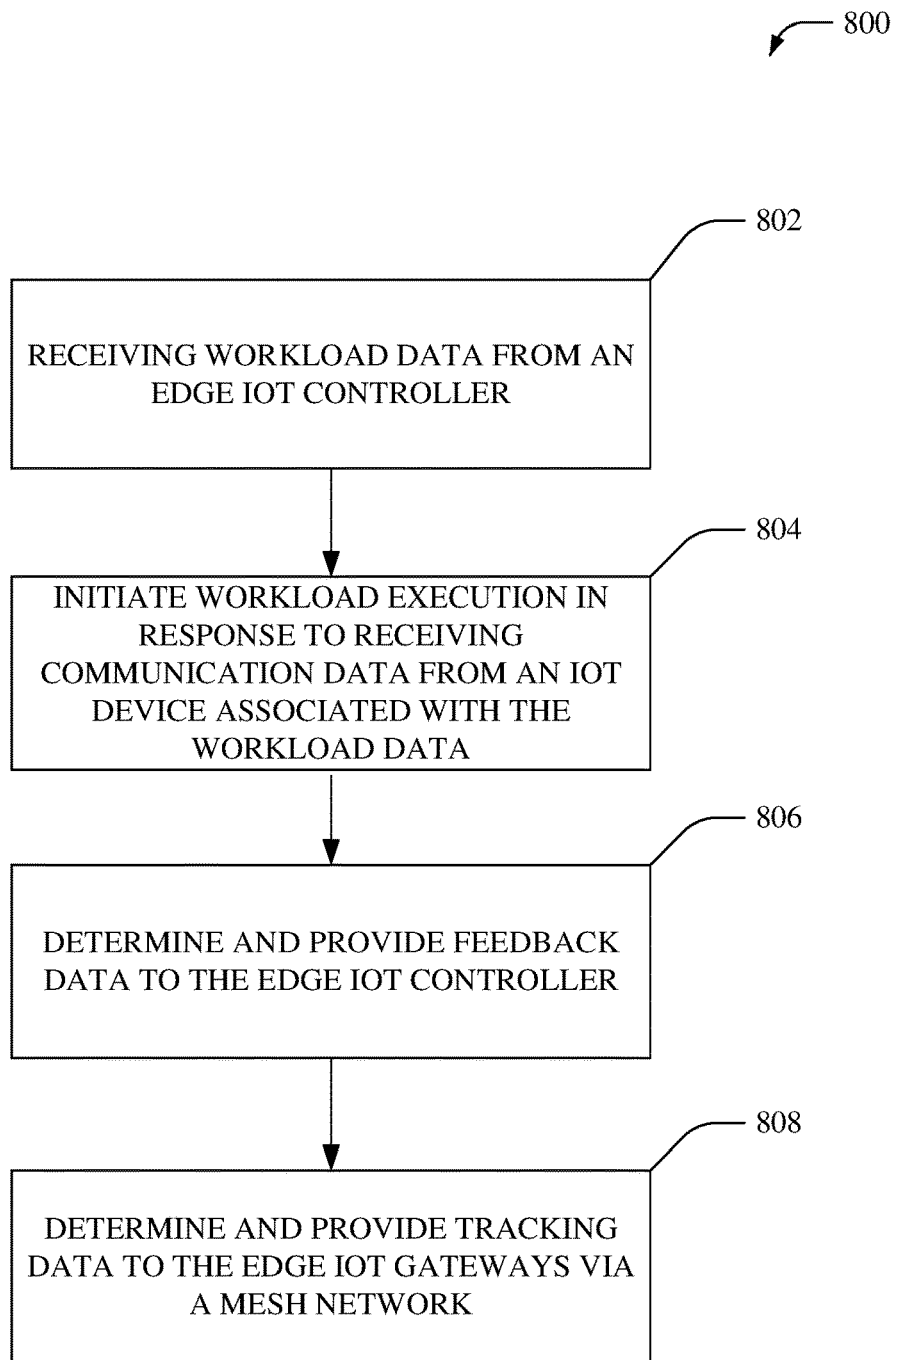 800
802
RECEIVING WORKLOAD DATA FROM AN
EDGE IOT CONTROLLER
804
INITIATE WORKLOAD EXECUTION IN
RESPONSE TO RECEIVING
COMMUNICATION DATA FROM AN IOT
DEVICE ASSOCIATED WITH THE
WORKLOAD DATA
806
DETERMINE AND PROVIDE FEEDBACK
DATA TO THE EDGE IOT CONTROLLER
808
DETERMINE AND PROVIDE TRACKING
DATA TO THE EDGE IOT GATEWAYS VIA
A MESH NETWORK